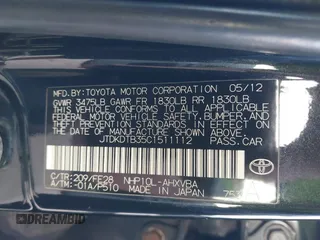 MFD. BY: TOYOTA MOTOR CORPORATION 05/12
GVWR 3475LB GAWR FR 1830LB RR 1830LB
THIS VEHICLE CONFORMS TO ALL APPLICABLE
FEDERAL MOTOR VEHICLE SAFETY, BUMPER, AND
THEFT PREVENTION STANDARDS IN EFFECT ON THE
DATE OF MANUFACTURE SHOWN ABOVE.
JTDKDTB35C1511112 PASS.CAR
C/TR:209/FE28 NHP10L-AHXVBA
A/TM:-01A/P510 MADE IN JAPAN